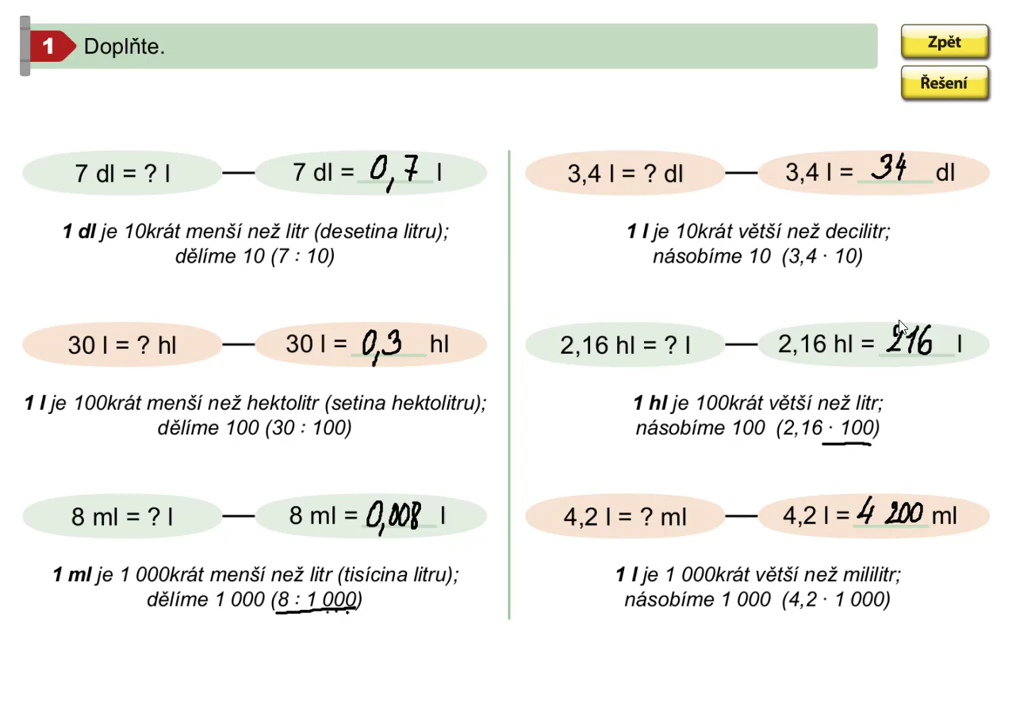 1 Doplňte.
Zpět
Řešení
7 dl = ? l
7 dl = 0,7 l
1 dl je 10krát menší než litr (desetina litru);
dělíme 10 (7 : 10)
30 l = ? hl
30 l = 0,3 hl
1 l je 100krát menší než hektolitr (setina hektolitru);
dělíme 100 (30 : 100)
8 ml = ? l
8 ml = 0,008 l
1 ml je 1 000krát menší než litr (tisícina litru);
dělíme 1 000 (8 : 1 000)
3,4 l = ? dl
3,4 l = 34 dl
1 l je 10krát větší než decilitr;
násobíme 10 (3,4 · 10)
2,16 hl = ? l
2,16 hl = 216 l
1 hl je 100krát větší než litr;
násobíme 100 (2,16 · 100)
4,2 l = ? ml
4,2 l = 4 200 ml
1 l je 1 000krát větší než mililitr;
násobíme 1 000 (4,2 · 1 000)